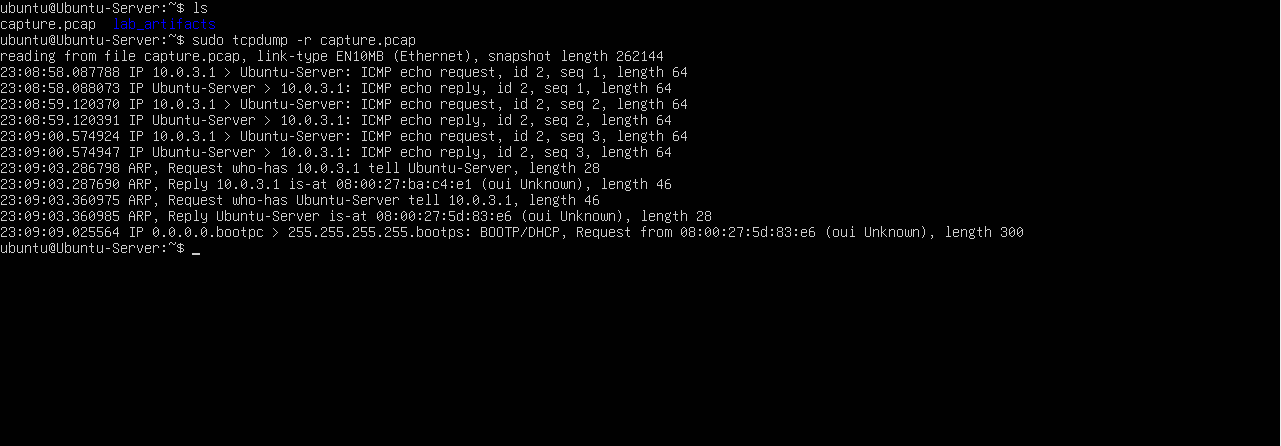 ubuntu@Ubuntu-Server:~$ ls
capture.pcap  lab_artifacts
ubuntu@Ubuntu-Server:~$ sudo tcpdump -r capture.pcap
reading from file capture.pcap, link-type EN10MB (Ethernet), snapshot length 262144
23:08:58.087788 IP 10.0.3.1 > Ubuntu-Server: ICMP echo request, id 2, seq 1, length 64
23:08:58.088073 IP Ubuntu-Server > 10.0.3.1: ICMP echo reply, id 2, seq 1, length 64
23:08:59.120370 IP 10.0.3.1 > Ubuntu-Server: ICMP echo request, id 2, seq 2, length 64
23:08:59.120391 IP Ubuntu-Server > 10.0.3.1: ICMP echo reply, id 2, seq 2, length 64
23:09:00.574924 IP 10.0.3.1 > Ubuntu-Server: ICMP echo request, id 2, seq 3, length 64
23:09:00.574947 IP Ubuntu-Server > 10.0.3.1: ICMP echo reply, id 2, seq 3, length 64
23:09:03.286798 ARP, Request who-has 10.0.3.1 tell Ubuntu-Server, length 28
23:09:03.287690 ARP, Reply 10.0.3.1 is-at 08:00:27:ba:c4:e1 (oui Unknown), length 46
23:09:03.360975 ARP, Request who-has Ubuntu-Server tell 10.0.3.1, length 46
23:09:03.360985 ARP, Reply Ubuntu-Server is-at 08:00:27:5d:83:e6 (oui Unknown), length 28
23:09:09.025564 IP 0.0.0.0.bootpc > 255.255.255.255.bootps: BOOTP/DHCP, Request from 08:00:27:5d:83:e6 (oui Unknown), length 300
ubuntu@Ubuntu-Server:~$ _